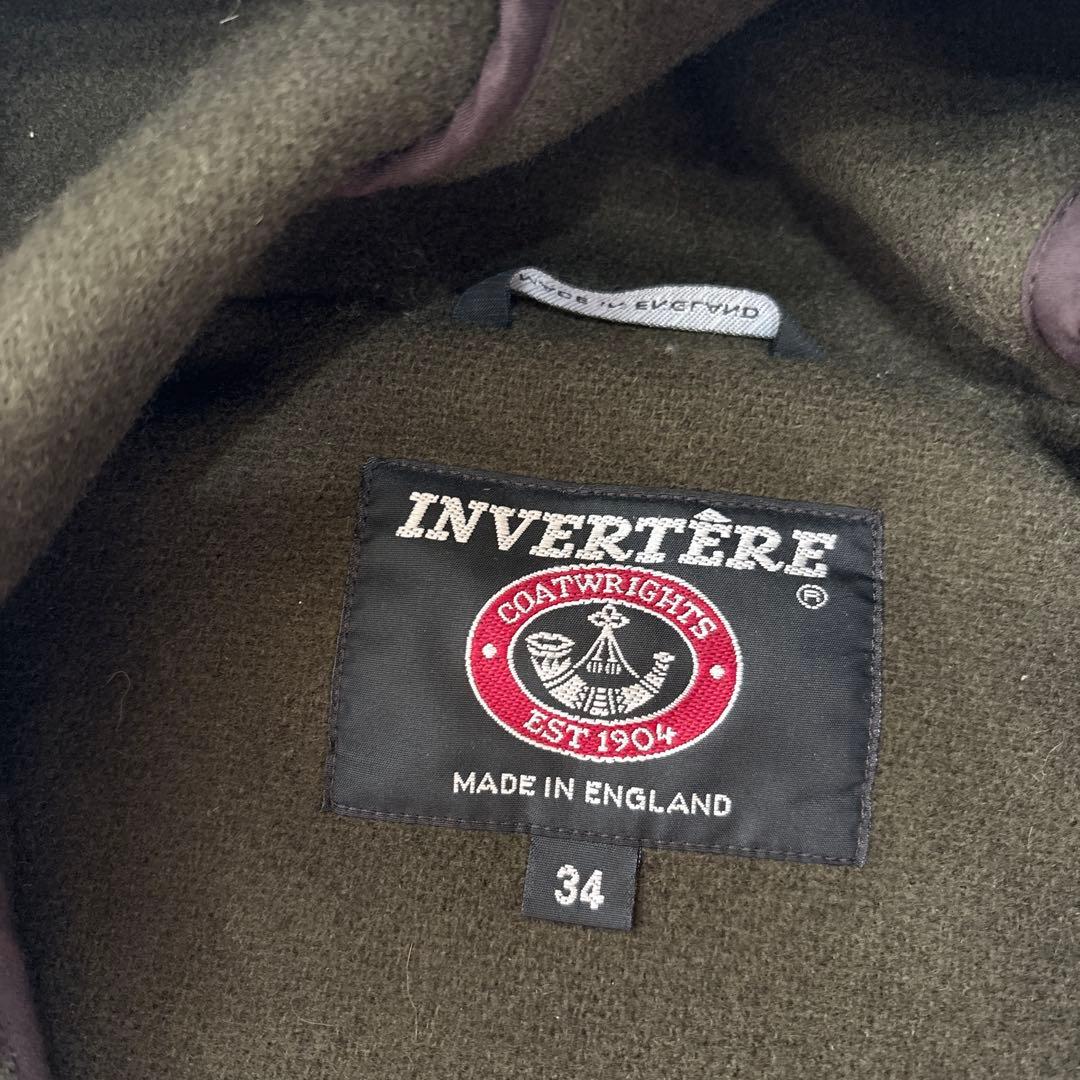 MADE IN ENGLAND
INVERTÊRE
®
COATWRIGHTS
EST 1904
MADE IN ENGLAND
34